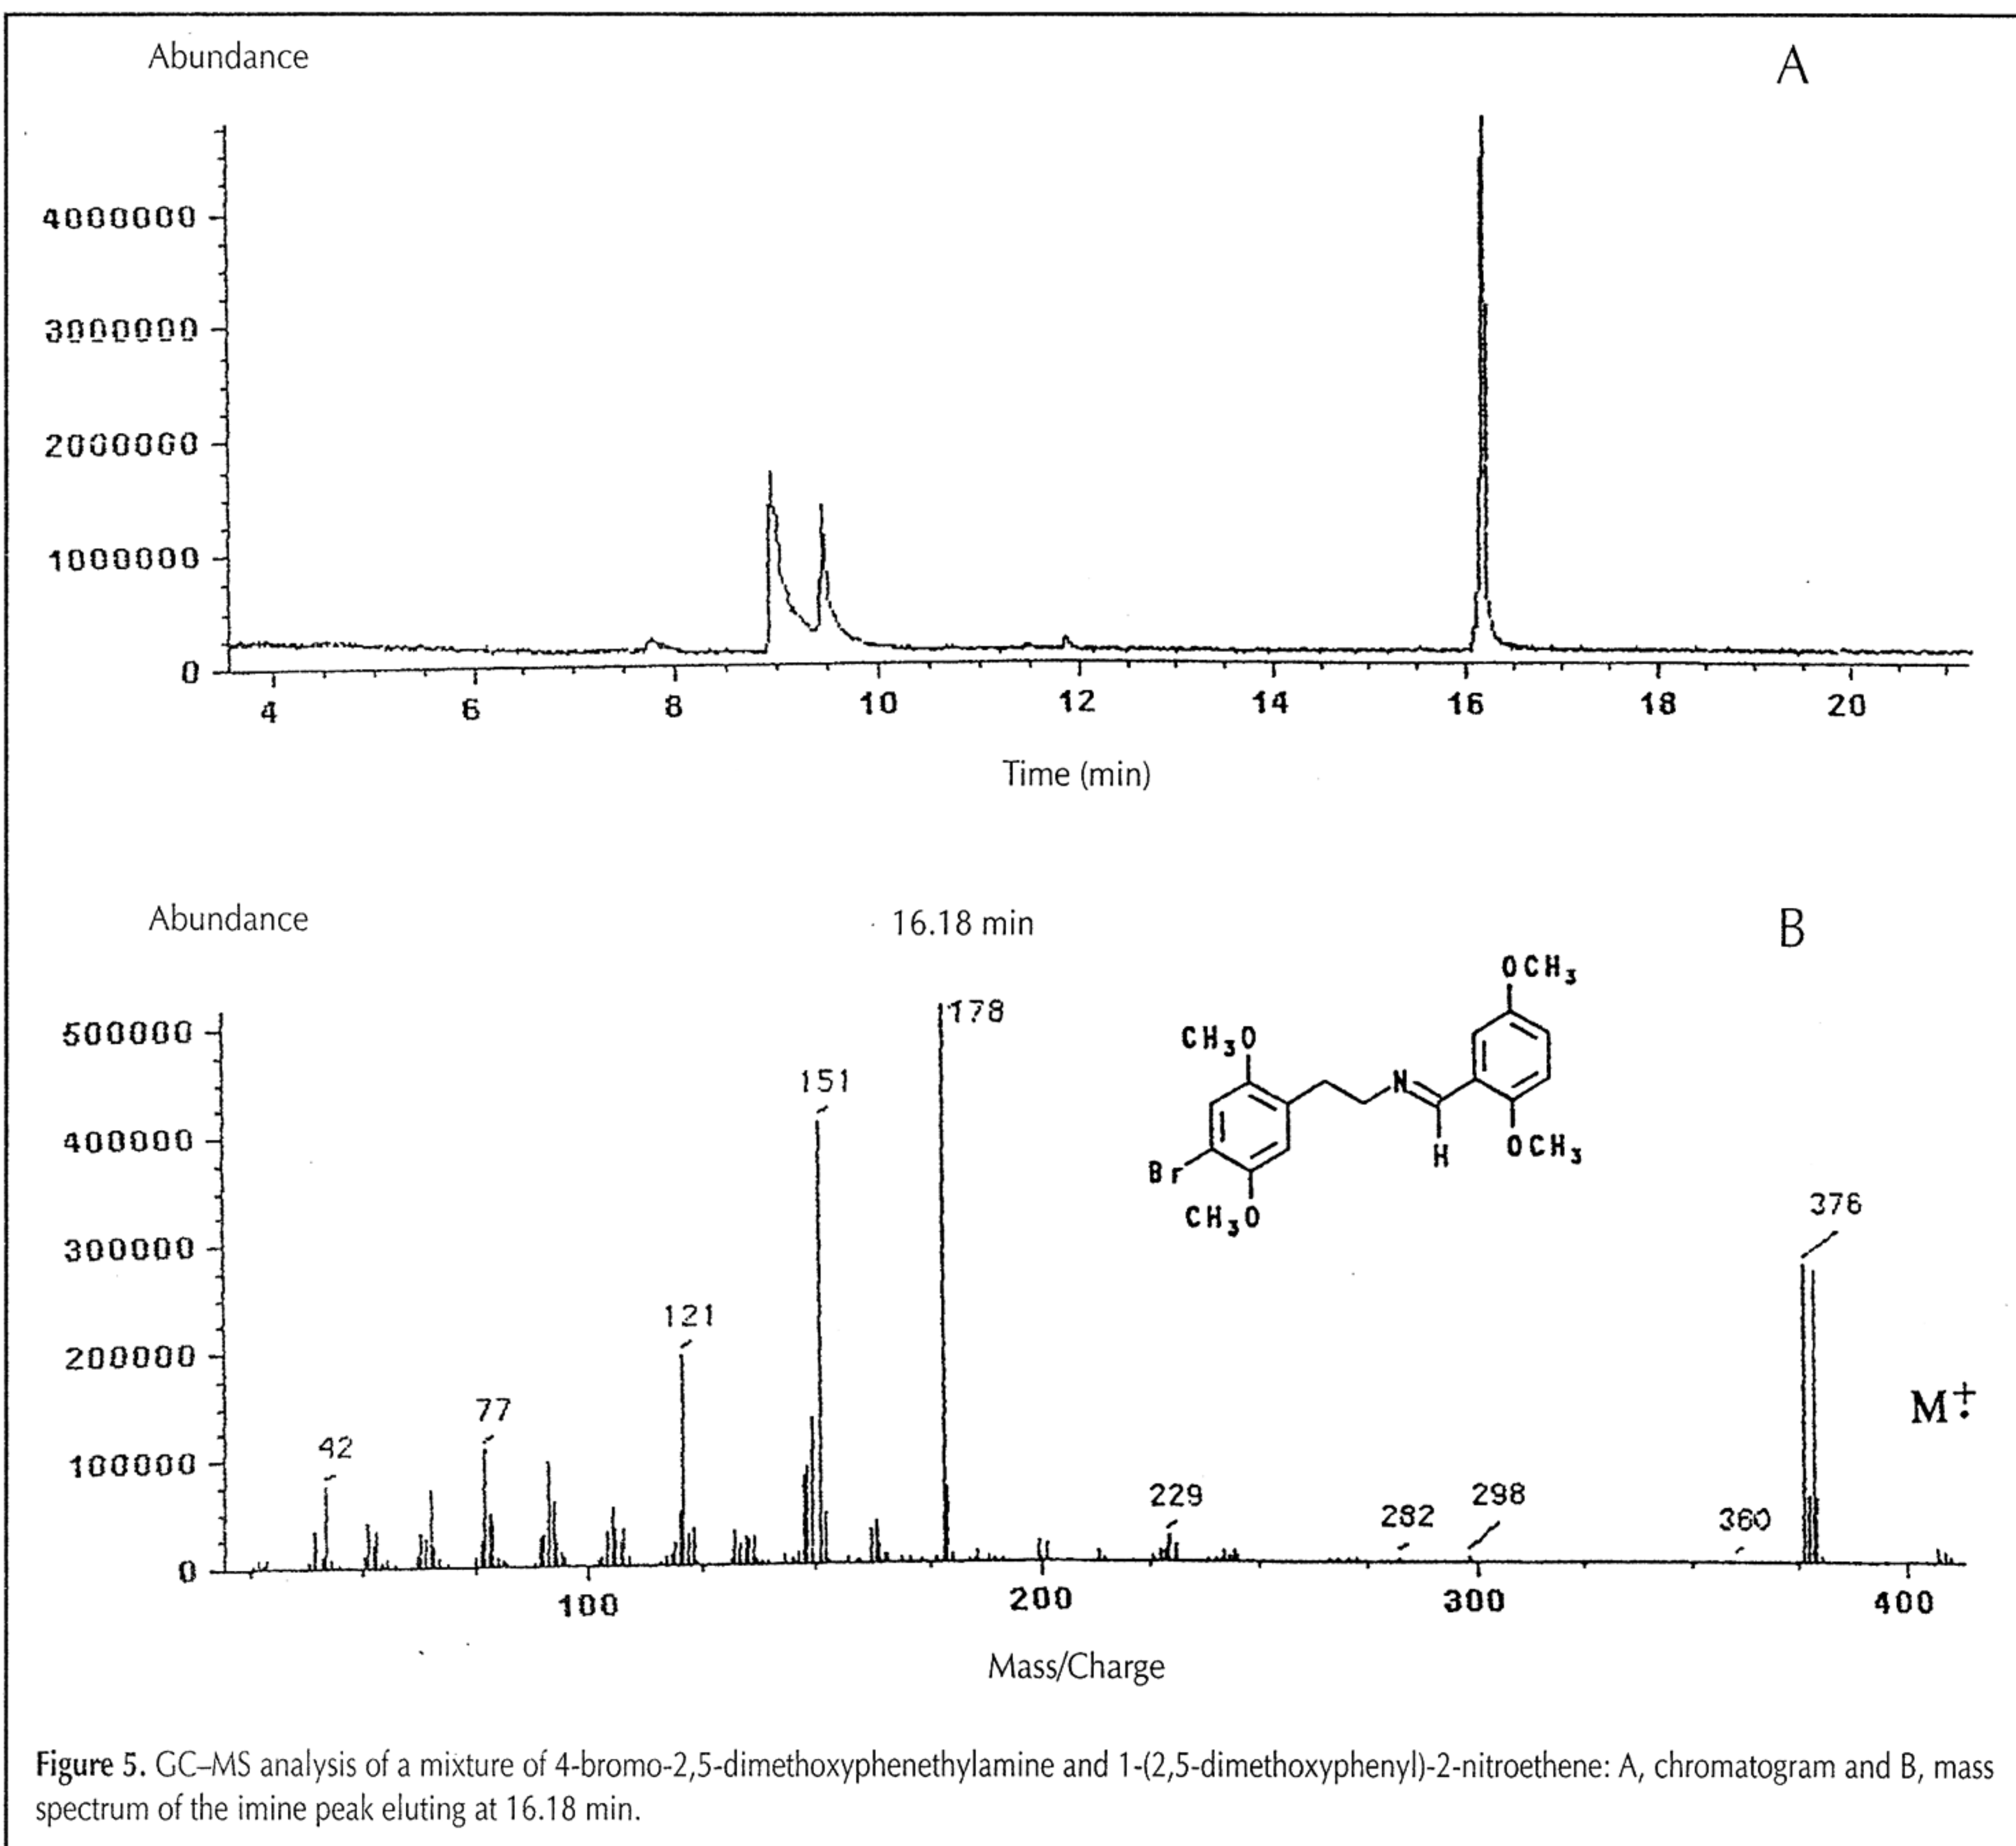 Abundance
A
4000000
3000000
2000000
1000000
0
4 6 8 10 12 14 16 18 20
Time (min)
Abundance
16.18 min
B
500000
400000
300000
200000
100000
0
42
77
121
151
178
229
282
298
360
376
M+.
OCH3
CH3O
N
H
OCH3
Br
CH3O
100 200 300 400
Mass/Charge
Figure 5. GC–MS analysis of a mixture of 4-bromo-2,5-dimethoxyphenethylamine and 1-(2,5-dimethoxyphenyl)-2-nitroethene: A, chromatogram and B, mass
spectrum of the imine peak eluting at 16.18 min.